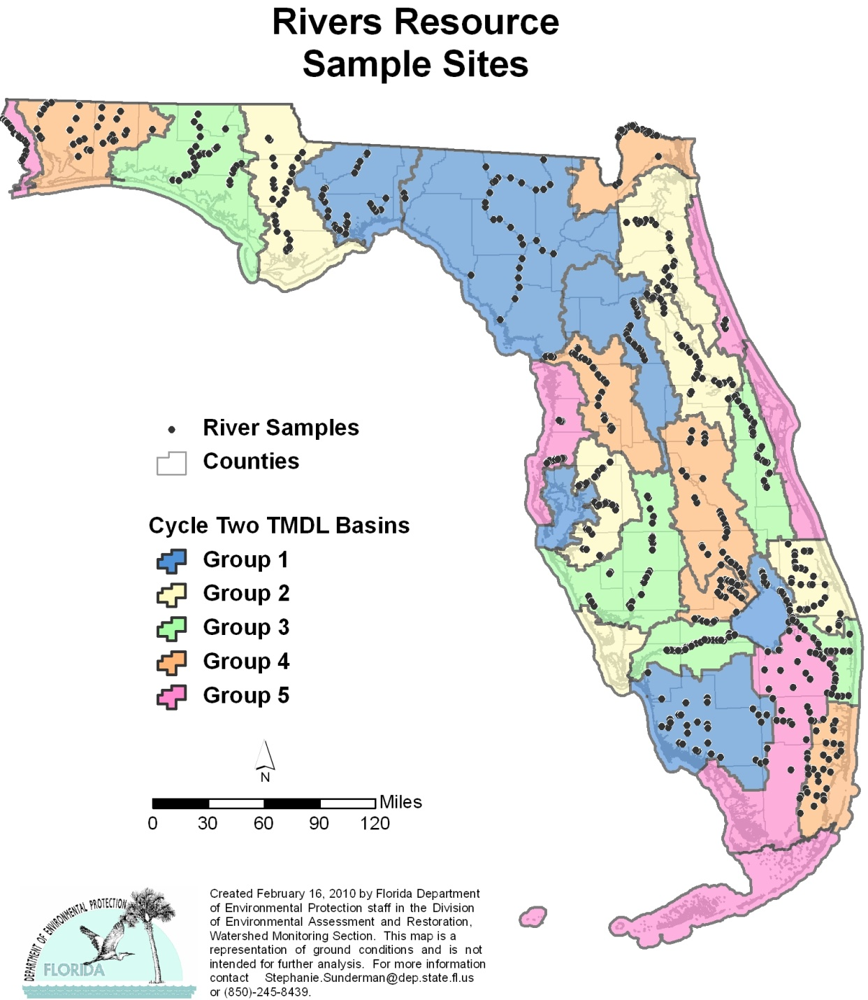 Rivers Resource
Sample Sites
River Samples
Counties
Cycle Two TMDL Basins
Group 1
Group 2
Group 3
Group 4
Group 5
N
Miles
0 30 60 90 120
DEPARTMENT OF ENVIRONMENTAL PROTECTION
FLORIDA
Created February 16, 2010 by Florida Department
of Environmental Protection staff in the Division
of Environmental Assessment and Restoration,
Watershed Monitoring Section. This map is a
representation of ground conditions and is not
intended for further analysis. For more information
contact Stephanie.Sunderman@dep.state.fl.us
or (850)-245-8439.